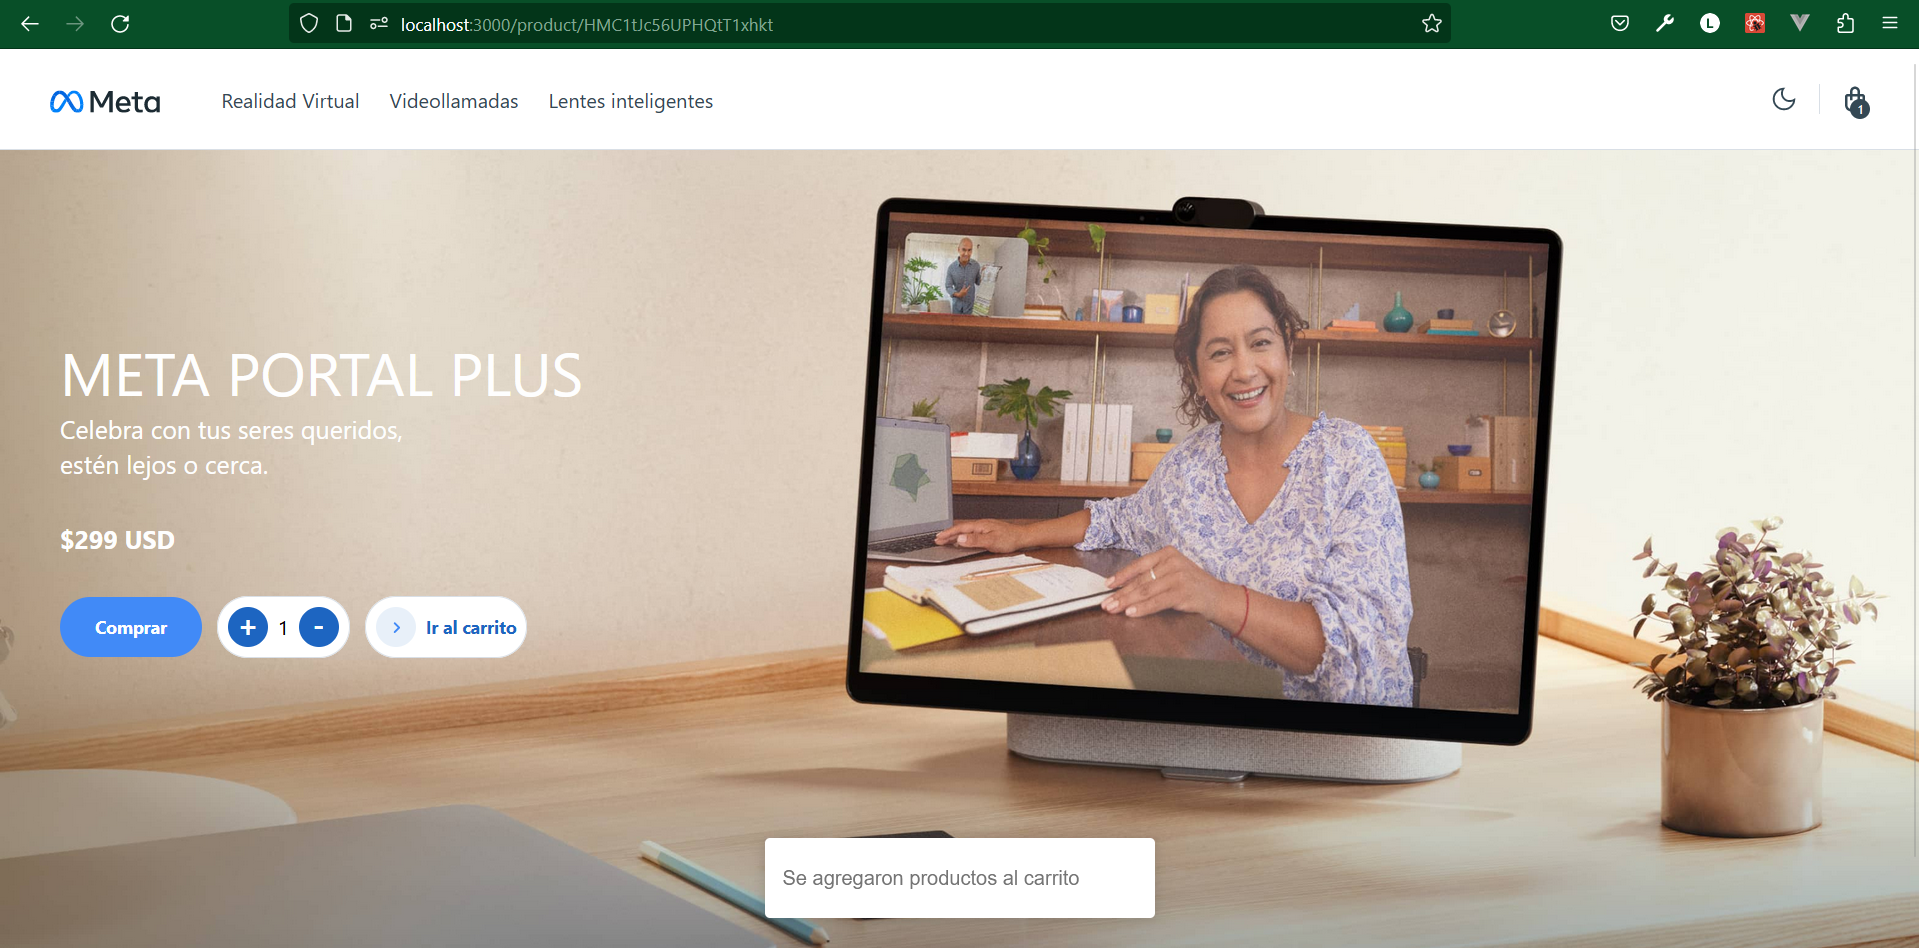 localhost:3000/product/HMC1tJc56UPHQtT1xhkt
L
Meta
Realidad Virtual
Videollamadas
Lentes inteligentes
1
META PORTAL PLUS
Celebra con tus seres queridos,
estén lejos o cerca.
$299 USD
Comprar
+ 1 -
Ir al carrito
Se agregaron productos al carrito